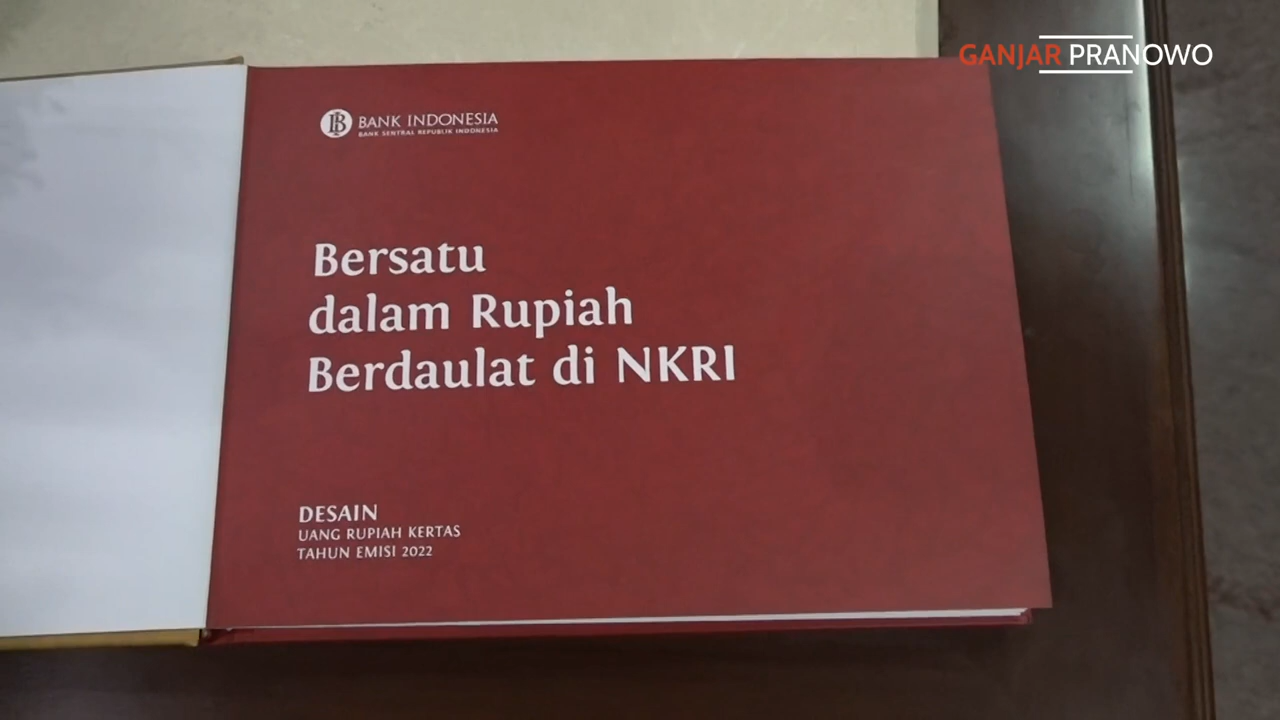 GANJAR PRANOWO
BANK INDONESIA
BANK SENTRAL REPUBLIK INDONESIA
Bersatu
dalam Rupiah
Berdaulat di NKRI
DESAIN
UANG RUPIAH KERTAS
TAHUN EMISI 2022